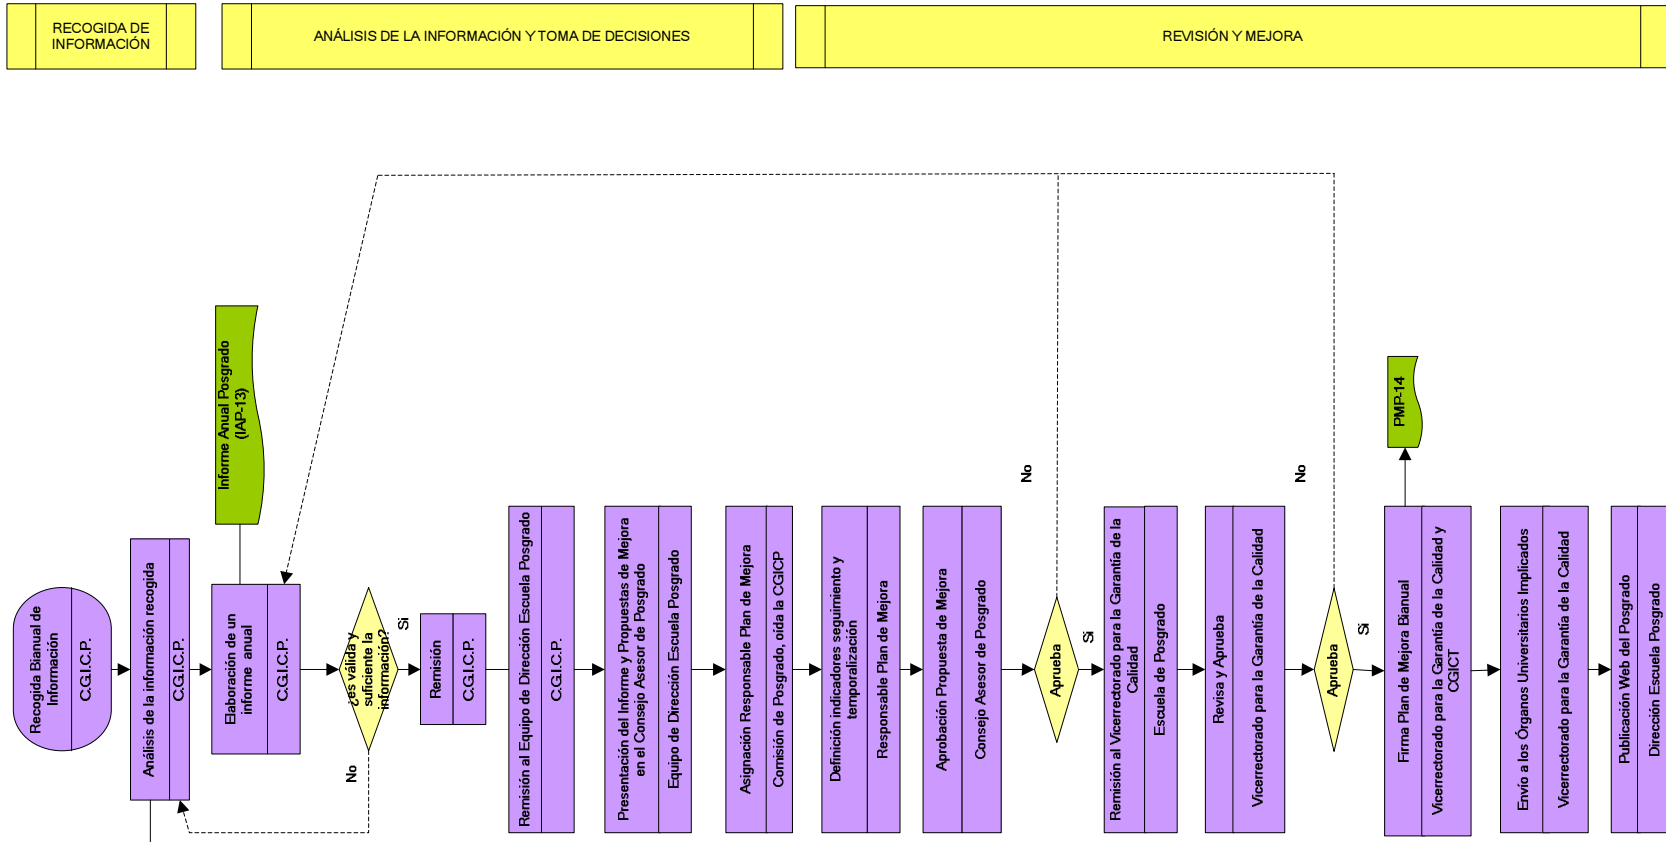 RECOGIDA DE
INFORMACIÓN
ANÁLISIS DE LA INFORMACIÓN Y TOMA DE DECISIONES
REVISIÓN Y MEJORA
Recogida Bianual de
Información
C.G.I.C.P.
Análisis de la información recogida
C.G.I.C.P.
Informe Anual Posgrado
(IAP-13)
Elaboración de un
informe anual
C.G.I.C.P.
¿es válida y
suficiente la
información?
No
Si
Remisión
C.G.I.C.P.
Remisión al Equipo de Dirección Escuela Posgrado
C.G.I.C.P.
Presentación del Informe y Propuestas de Mejora
en el Consejo Asesor de Posgrado
Equipo de Dirección Escuela Posgrado
Asignación Responsable Plan de Mejora
Comisión de Posgrado, oida la CGICP
Definición indicadores seguimiento y
temporalización
Responsable Plan de Mejora
Aprobación Propuesta de Mejora
Consejo Asesor de Posgrado
No
Aprueba
Si
Remisión al Vicerrectorado para la Garantía de la
Calidad
Escuela de Posgrado
Revisa y Aprueba
Vicerrectorado para la Garantía de la Calidad
No
Aprueba
Si
PMP-14
Firma Plan de Mejora Bianual
Vicerrectorado para la Garantía de la Calidad y
CGICT
Envío a los Órganos Universitarios Implicados
Vicerrectorado para la Garantía de la Calidad
Publicación Web del Posgrado
Dirección Escuela Posgrado